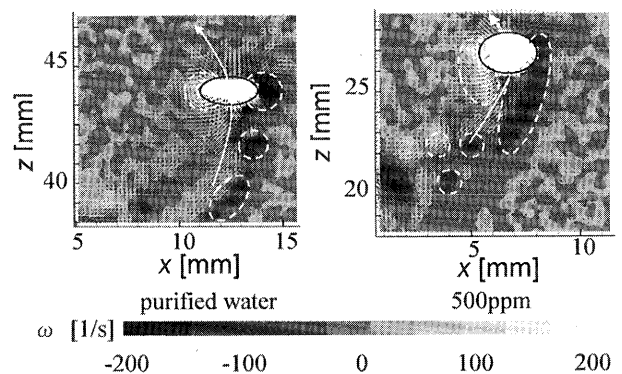 45
40
z [mm]
5 10 15
x [mm]
25
20
z [mm]
5 10
x [mm]
purified water 500ppm
ω [1/s]
-200 -100 0 100 200